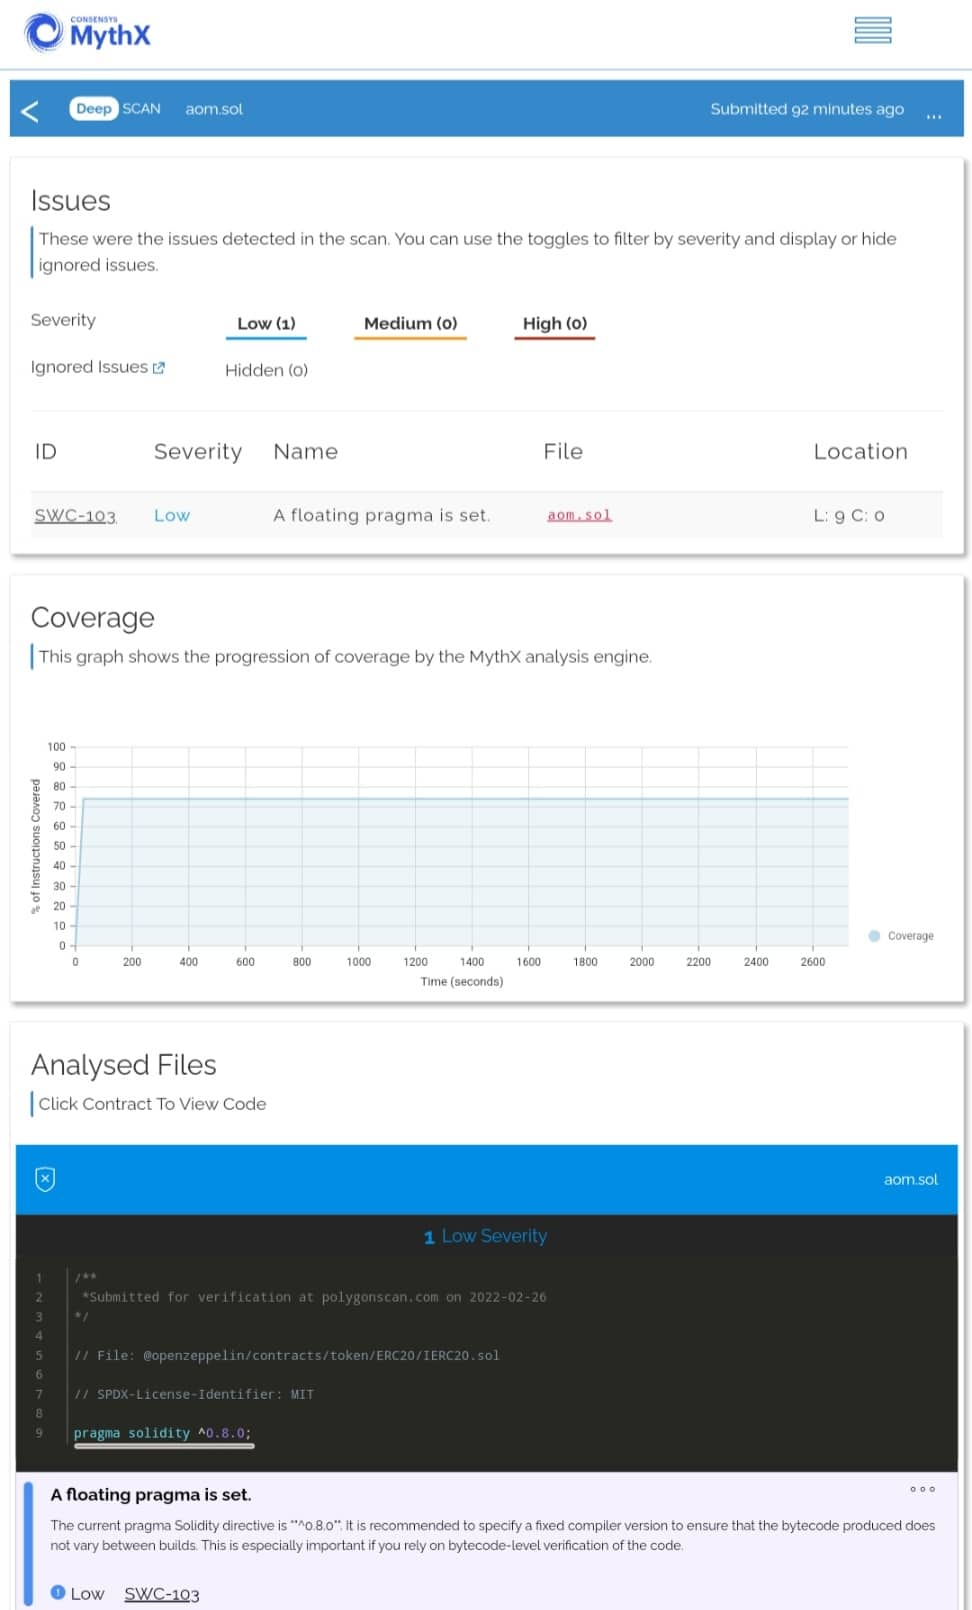 CONSENSYS
MythX
Deep SCAN aom.sol Submitted 92 minutes ago ...
Issues
These were the issues detected in the scan. You can use the toggles to filter by severity and display or hide
ignored issues.
Severity Low (1) Medium (0) High (0)
Ignored Issues Hidden (0)
ID Severity Name File Location
SWC-103 Low A floating pragma is set. aom.sol L: 9 C: 0
Coverage
This graph shows the progression of coverage by the MythX analysis engine.
100
90
80
70
60
50
40
30
20
10
0
% of Instructions Covered
Coverage
0 200 400 600 800 1000 1200 1400 1600 1800 2000 2200 2400 2600
Time (seconds)
Analysed Files
Click Contract To View Code
aom.sol
1 Low Severity
1 /**
2 *Submitted for verification at polygonscan.com on 2022-02-26
3 */
4
5 // File: @openzeppelin/contracts/token/ERC20/IERC20.sol
6
7 // SPDX-License-Identifier: MIT
8
9 pragma solidity ^0.8.0;
A floating pragma is set.
The current pragma Solidity directive is ""^0.8.0"". It is recommended to specify a fixed compiler version to ensure that the bytecode produced does
not vary between builds. This is especially important if you rely on bytecode-level verification of the code.
Low SWC-103